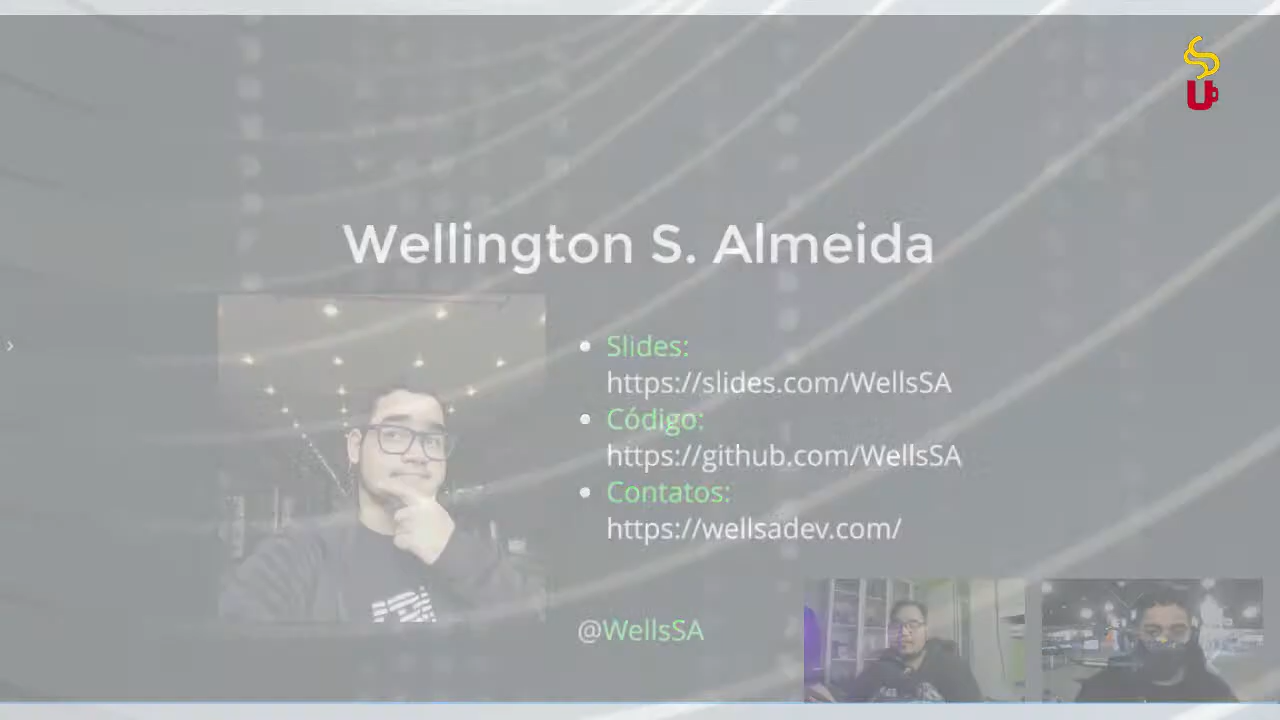 Wellington S. Almeida
Slides:
https://slides.com/WellsSA
Código:
https://github.com/WellsSA
Contatos:
https://wellsadev.com/
@WellsSA